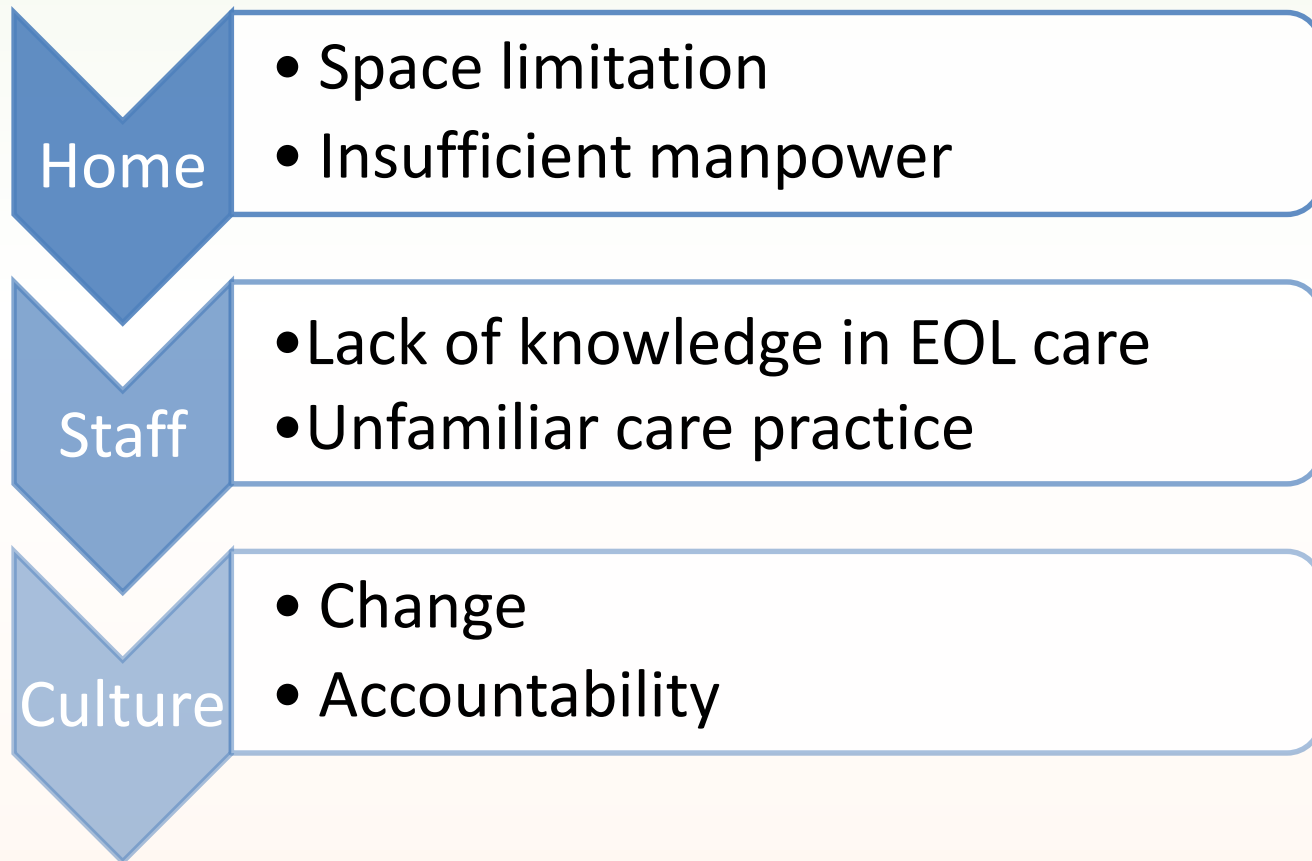 Home
• Space limitation
• Insufficient manpower
Staff
•Lack of knowledge in EOL care
•Unfamiliar care practice
Culture
• Change
• Accountability